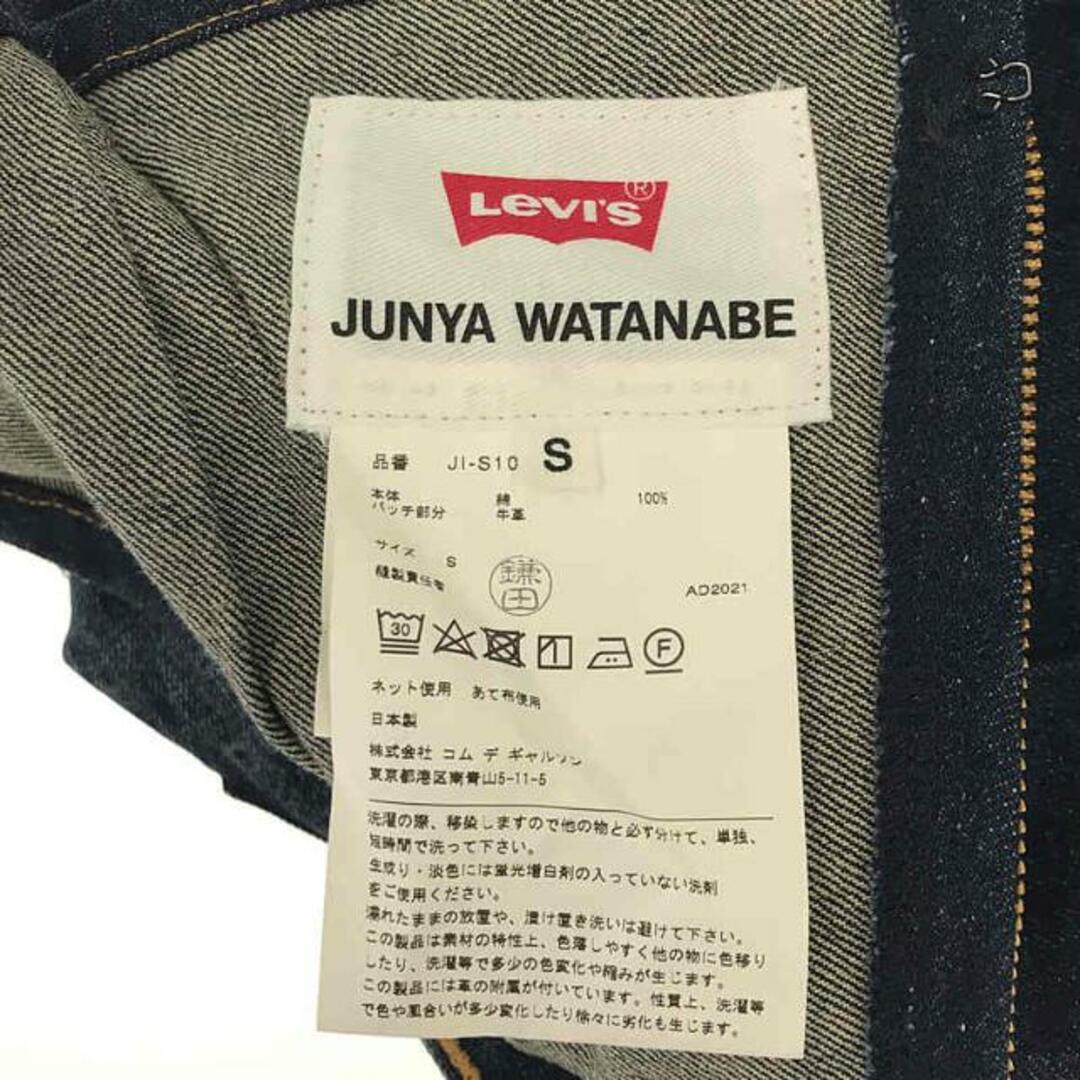 LEVI'S®
JUNYA WATANABE
品番 JI-S10 S
本体 綿 100%
パッチ部分 牛革
サイズ S
縫製責任者 鎌田 AD2021
30 F
ネット使用 あて布使用
日本製
株式会社 コム デ ギャルソン
東京都港区南青山5-11-5
洗濯の際、移染しますので他の物と必ず分けて、単独、
短時間で洗って下さい。
生成り・淡色には蛍光増白剤の入っていない洗剤
をご使用ください。
濡れたままの放置や、漬け置き洗いは避けて下さい。
この製品は素材の特性上、色落しやすく他の物に色移り
したり、洗濯等で多少の色変化や縮みが生じます。
この製品には革の附属が付いています。性質上、洗濯等
で色や風合いが多少変化したり徐々に劣化も生じます。